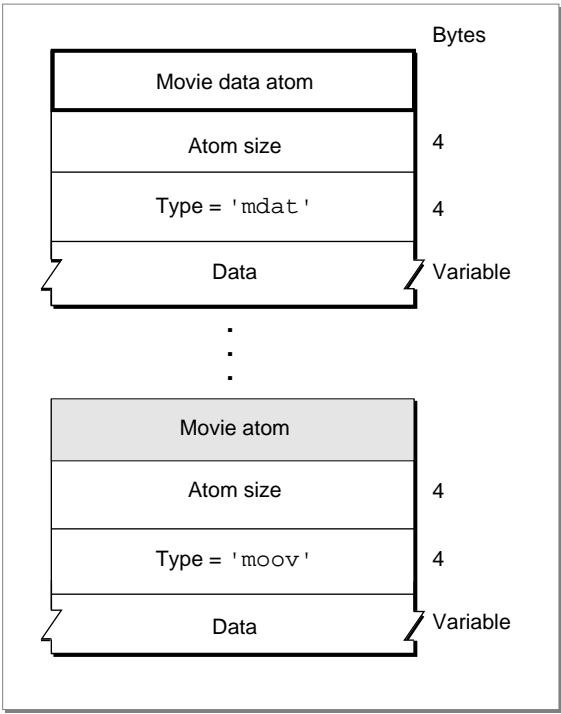 Bytes
Movie data atom
Atom size 4
Type = 'mdat' 4
Data Variable
Movie atom
Atom size 4
Type = 'moov' 4
Data Variable